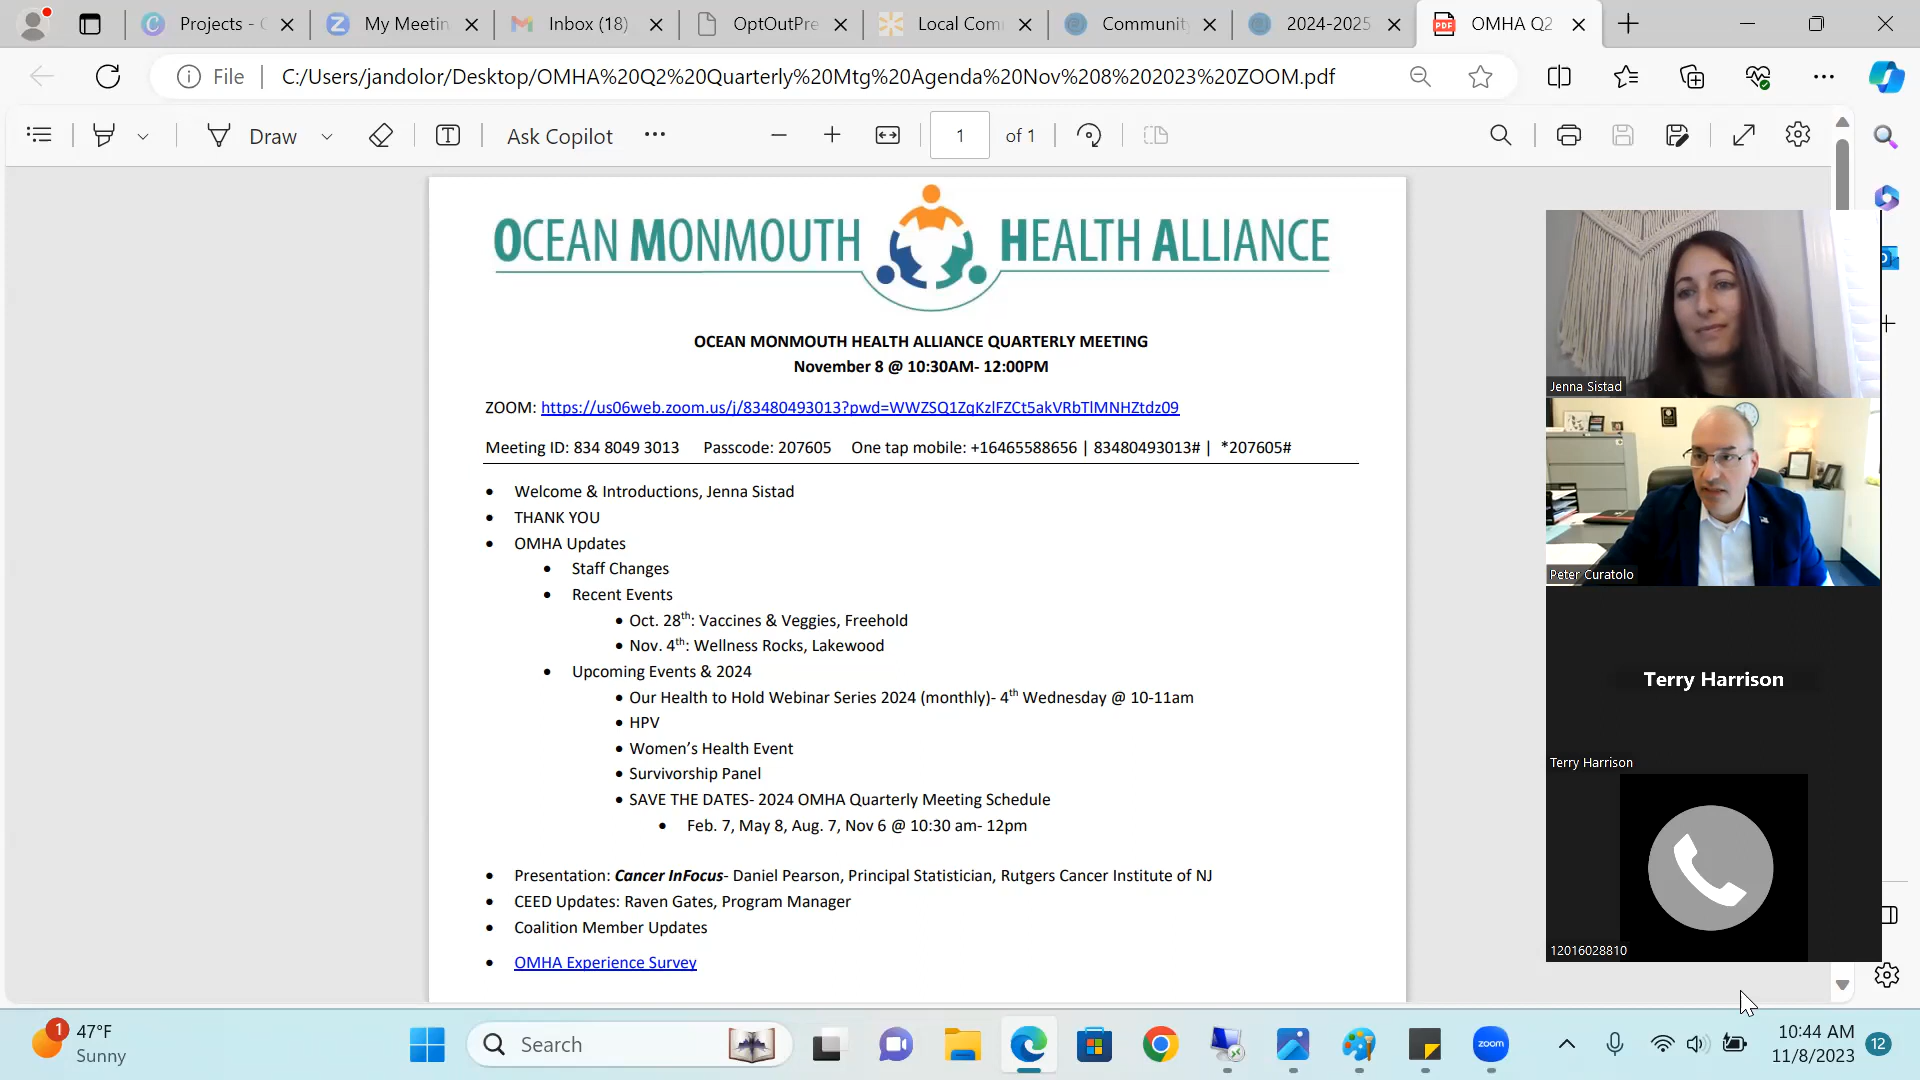 Projects - C
My Meetin
Inbox (18)
OptOutPre
Local Com
Community
2024-2025
PDF
OMHA Q2
File
C:/Users/jandolor/Desktop/OMHA%20Q2%20Quarterly%20Mtg%20Agenda%20Nov%208%202023%20ZOOM.pdf
Draw
Ask Copilot
1 of 1
OCEAN MONMOUTH HEALTH ALLIANCE
OCEAN MONMOUTH HEALTH ALLIANCE QUARTERLY MEETING
November 8 @ 10:30AM- 12:00PM
ZOOM: https://us06web.zoom.us/j/83480493013?pwd=WWZSQ1ZqKzlFZCt5akVRbTlMNHZtdz09
Meeting ID: 834 8049 3013 Passcode: 207605 One tap mobile: +16465588656 | 83480493013# | *207605#
• Welcome & Introductions, Jenna Sistad
• THANK YOU
• OMHA Updates
• Staff Changes
• Recent Events
• Oct. 28th: Vaccines & Veggies, Freehold
• Nov. 4th: Wellness Rocks, Lakewood
• Upcoming Events & 2024
• Our Health to Hold Webinar Series 2024 (monthly)- 4th Wednesday @ 10-11am
• HPV
• Women's Health Event
• Survivorship Panel
• SAVE THE DATES- 2024 OMHA Quarterly Meeting Schedule
• Feb. 7, May 8, Aug. 7, Nov 6 @ 10:30 am- 12pm
• Presentation: Cancer InFocus- Daniel Pearson, Principal Statistician, Rutgers Cancer Institute of NJ
• CEED Updates: Raven Gates, Program Manager
• Coalition Member Updates
• OMHA Experience Survey
Jenna Sistad
Peter Curatolo
Terry Harrison
Terry Harrison
12016028810
1
47°F
Sunny
Search
zoom
10:44 AM
11/8/2023
12